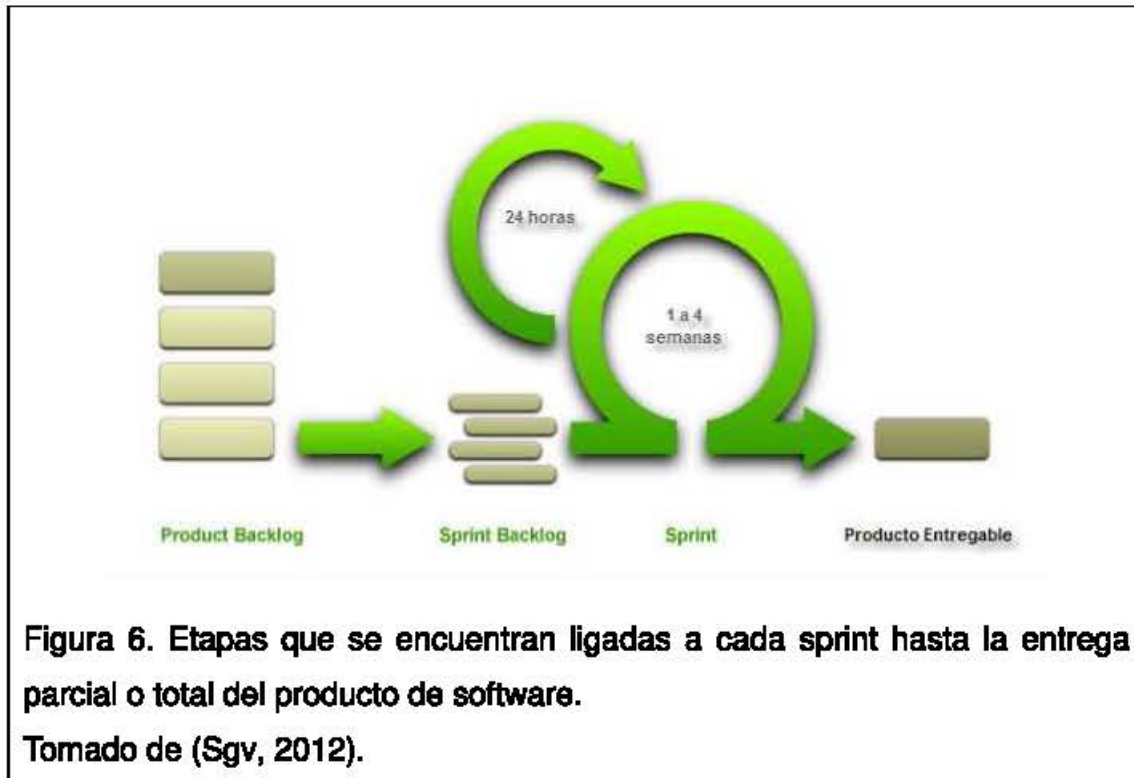 24 horas
1 a 4
semanas
Product Backlog
Sprint Backlog
Sprint
Producto Entregable
Figura 6. Etapas que se encuentran ligadas a cada sprint hasta la entrega
parcial o total del producto de software.
Tomado de (Sgv, 2012).